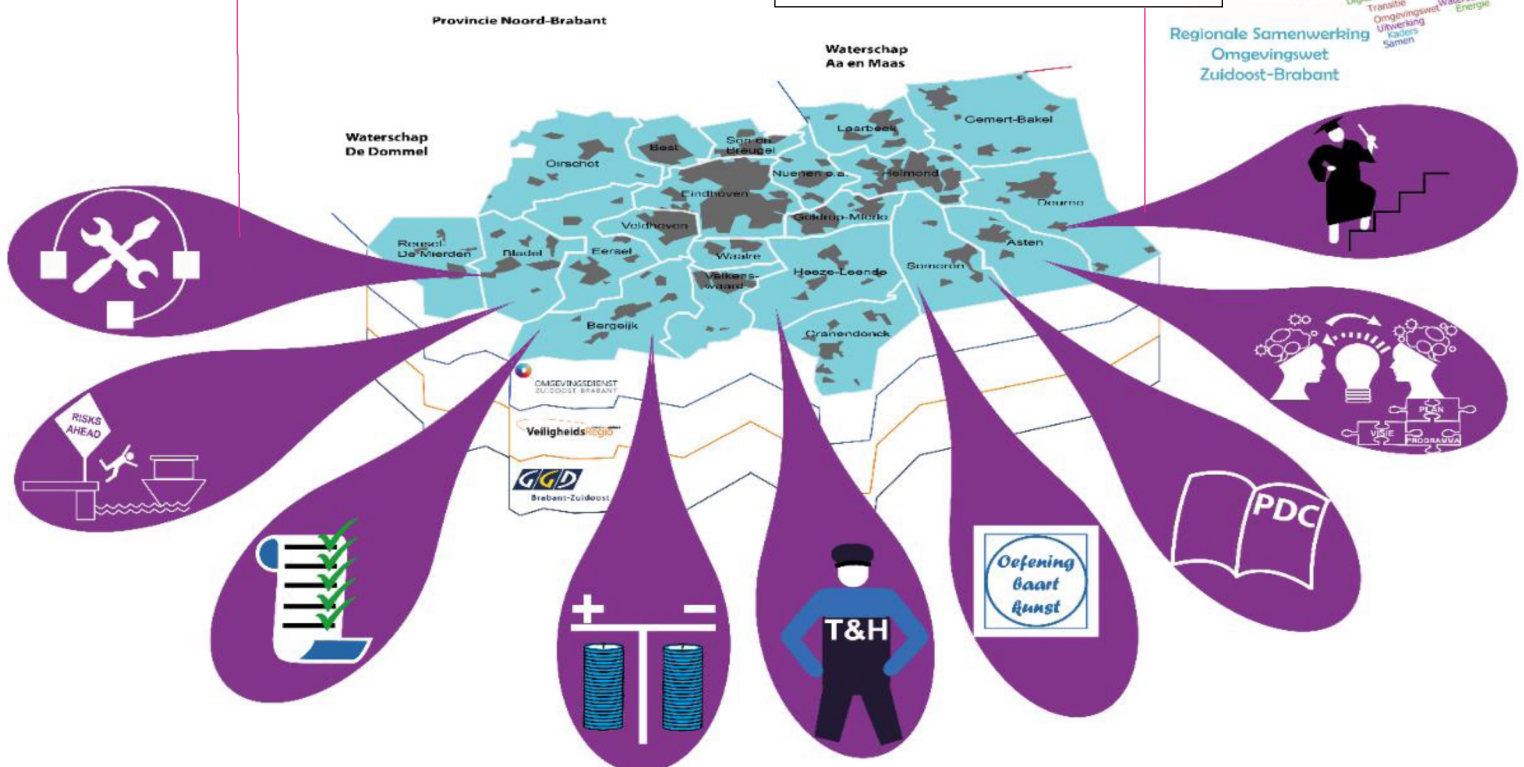 Provincie Noord-Brabant
Transitie
Omgevingswet
Energie
Uitwerking
Kaders
Samen
Regionale Samenwerking
Omgevingswet
Zuidoost-Brabant
Waterschap
Aa en Maas
Waterschap
De Dommel
Gemert-Bakel
Laarbeek
Son en
Breugel
Best
Oirschot
Nuenen c.a.
Helmond
Eindhoven
Deurne
Geldrop-Mierlo
Veldhoven
Asten
Reusel-
De Mierden
Bladel
Eersel
Waalre
Someren
Heeze-Leende
Valkens-
waard
Bergeijk
Cranendonck
OMGEVINGSDIENST
ZUIDOOST-BRABANT
VeiligheidsRegio
GGD
Brabant-Zuidoost
RISKS
AHEAD
PLAN
VISIE
PROGRAMMA
PDC
Oefening
baart
kunst
+ −
T&H